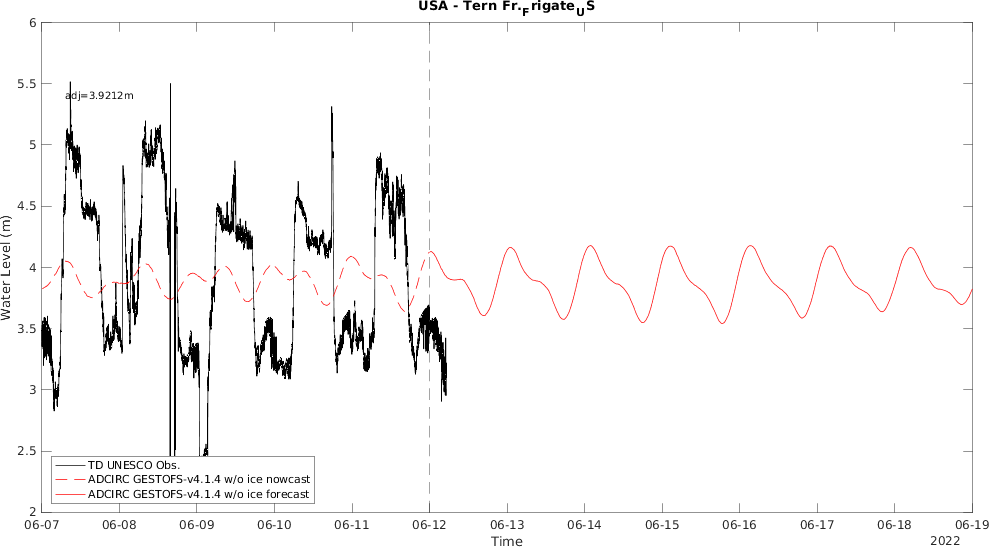 USA - Tern Fr.FrigateUS
6
5.5
adj=3.9212m
5
4.5
4
3.5
3
2.5
2
Water Level (m)
TD UNESCO Obs.
ADCIRC GESTOFS-v4.1.4 w/o ice nowcast
ADCIRC GESTOFS-v4.1.4 w/o ice forecast
06-07 06-08 06-09 06-10 06-11 06-12 06-13 06-14 06-15 06-16 06-17 06-18 06-19
Time
2022